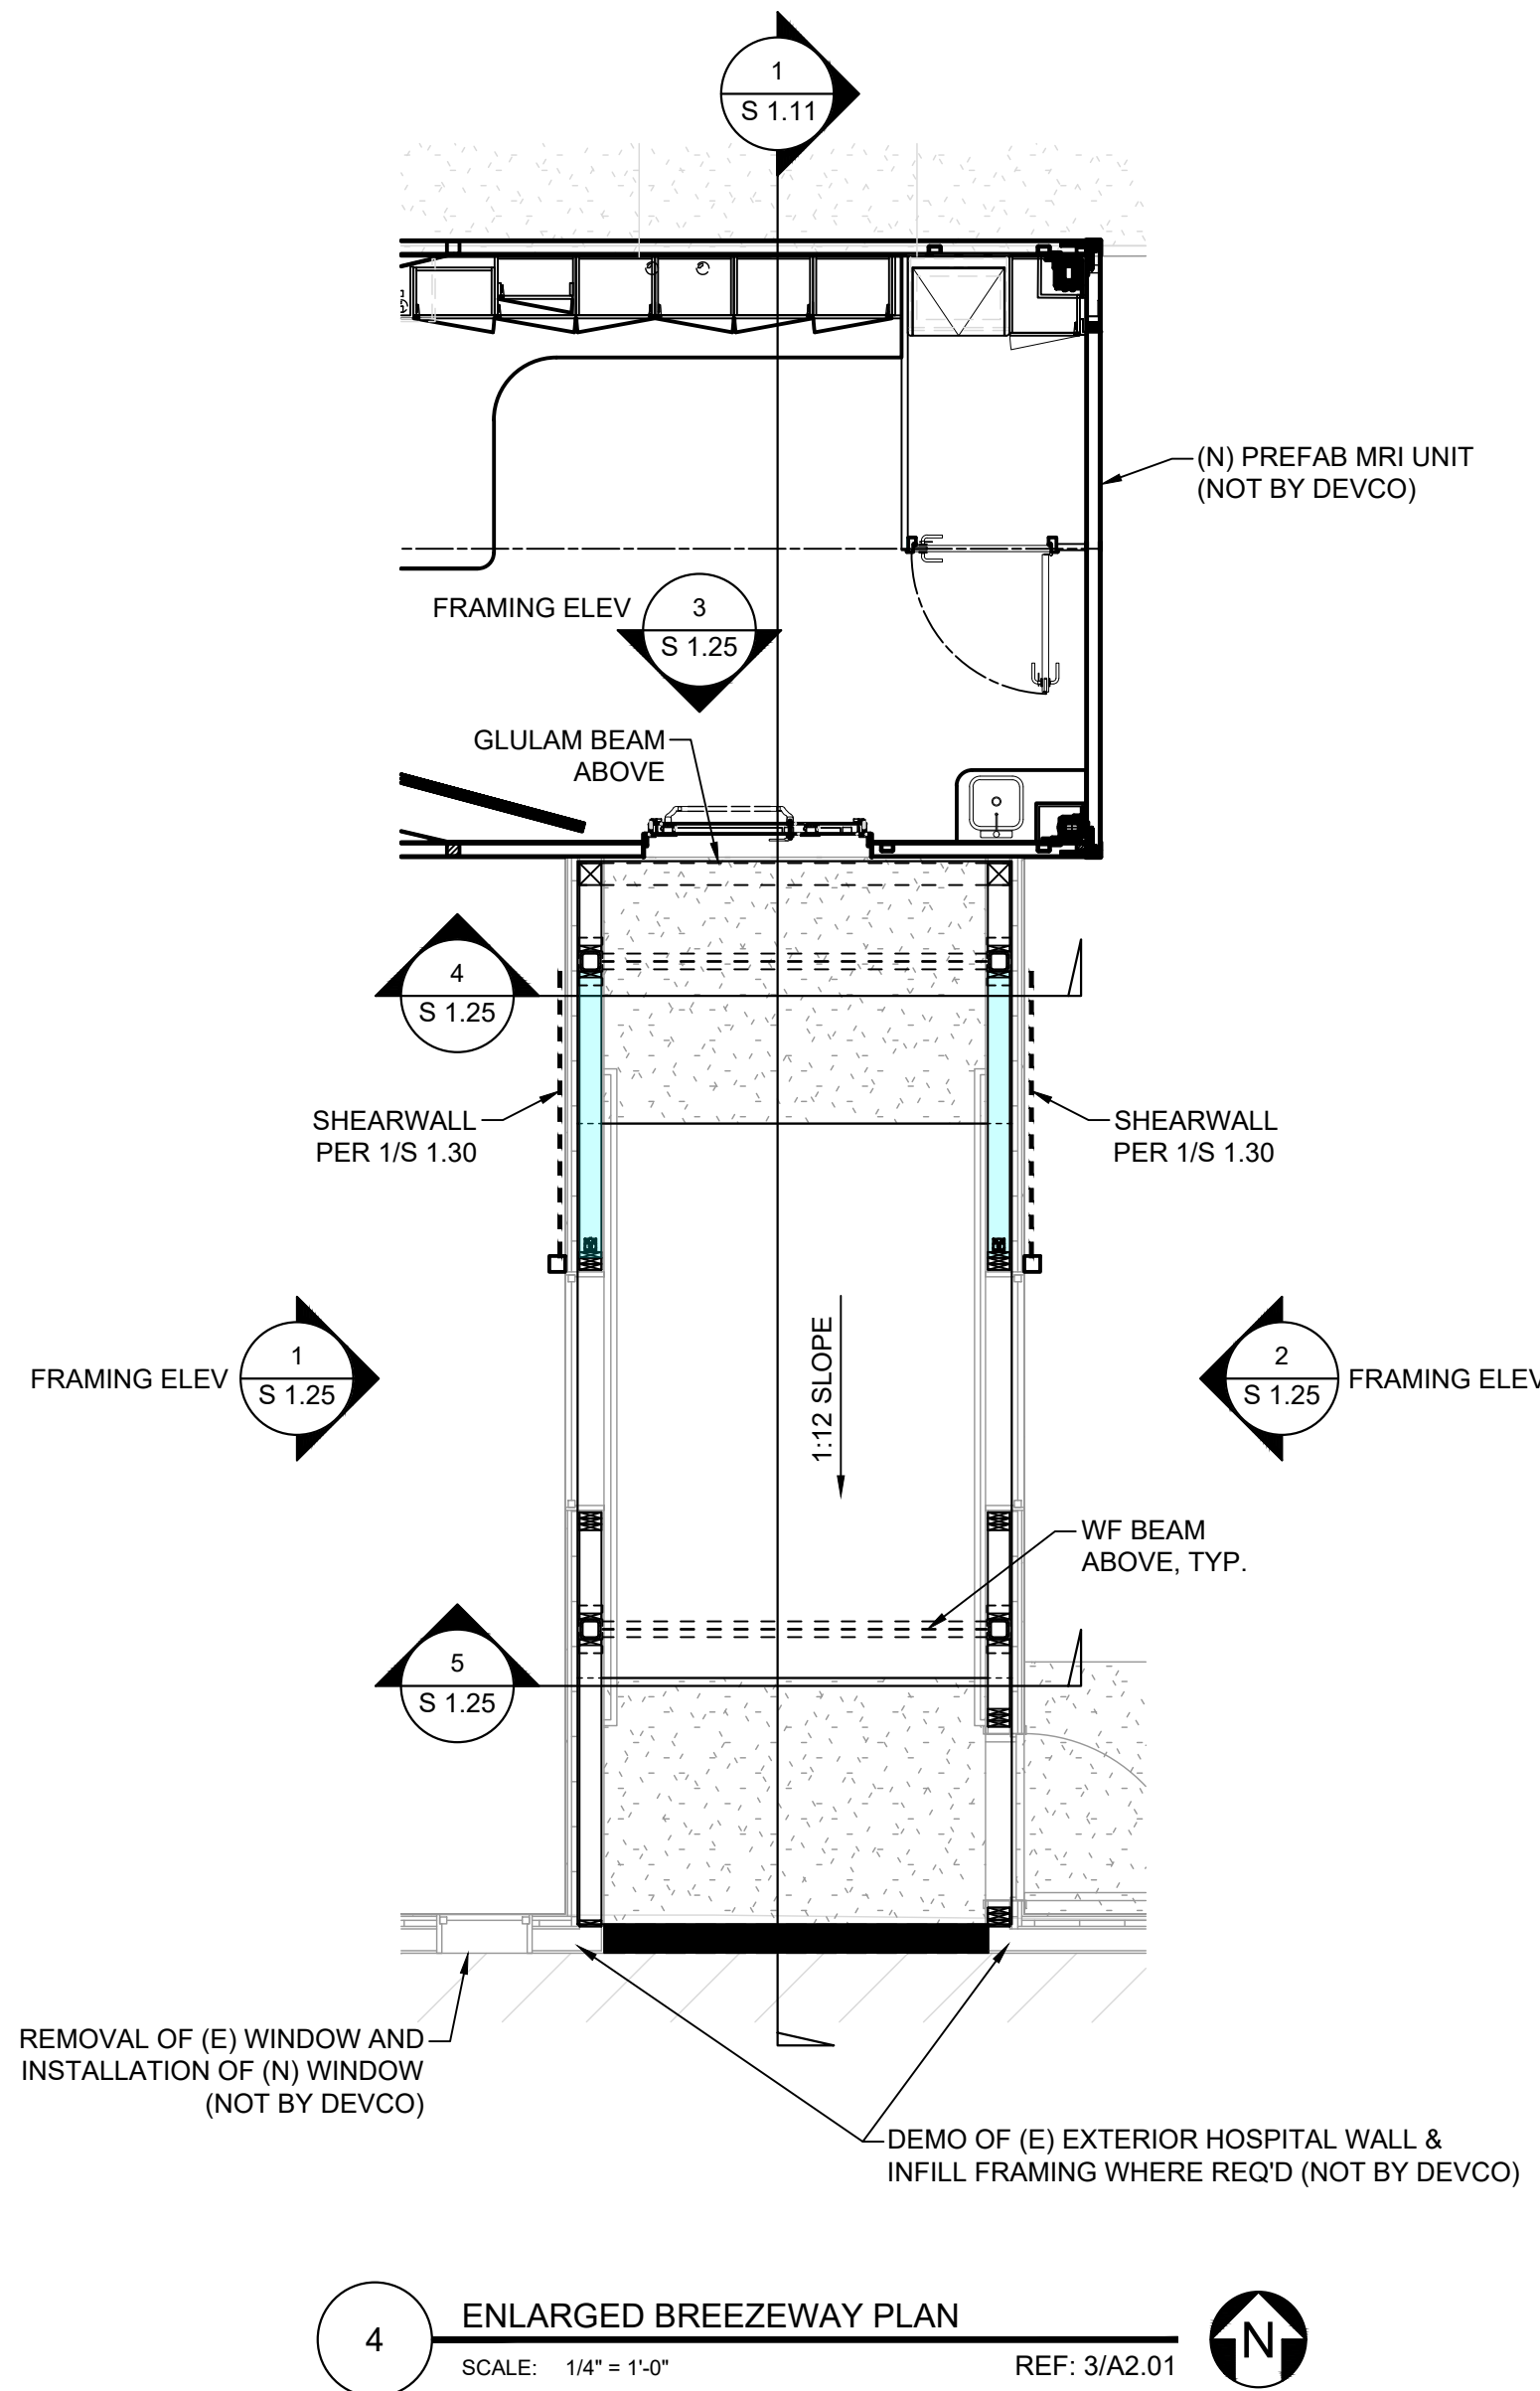 1
S 1.11
(N) PREFAB MRI UNIT
(NOT BY DEVCO)
FRAMING ELEV
3
S 1.25
GLULAM BEAM
ABOVE
4
S 1.25
SHEARWALL
PER 1/S 1.30
SHEARWALL
PER 1/S 1.30
1:12 SLOPE
FRAMING ELEV
1
S 1.25
2
S 1.25
FRAMING ELEV
WF BEAM
ABOVE, TYP.
5
S 1.25
REMOVAL OF (E) WINDOW AND
INSTALLATION OF (N) WINDOW
(NOT BY DEVCO)
DEMO OF (E) EXTERIOR HOSPITAL WALL &
INFILL FRAMING WHERE REQ'D (NOT BY DEVCO)
4
ENLARGED BREEZEWAY PLAN
SCALE: 1/4" = 1'-0"
REF: 3/A2.01
N